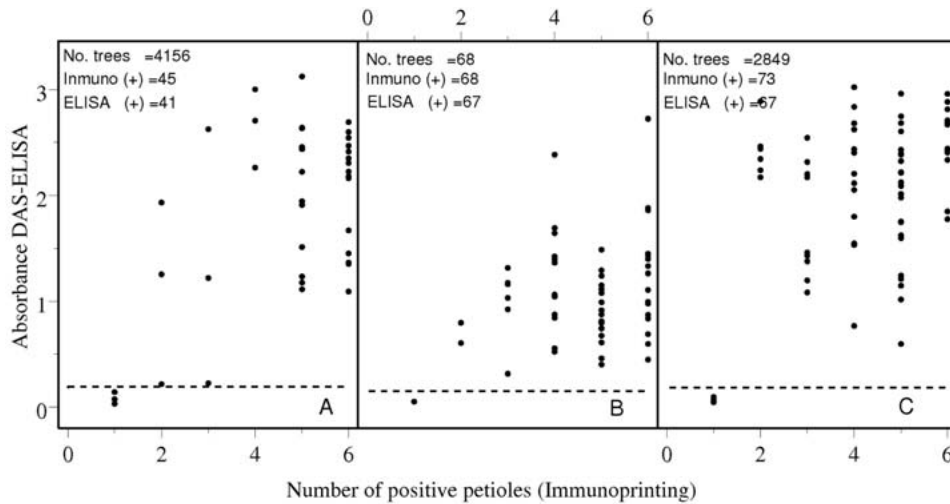 0 2 4 6
No. trees =4156
Inmuno (+) =45
ELISA (+) =41
No. trees =68
Inmuno (+) =68
ELISA (+) =67
No. trees =2849
Inmuno (+) =73
ELISA (+) =67
Absorbance DAS-ELISA
3
2
1
0
A
B
C
0 2 4 6
0 2 4 6
Number of positive petioles (Immunoprinting)